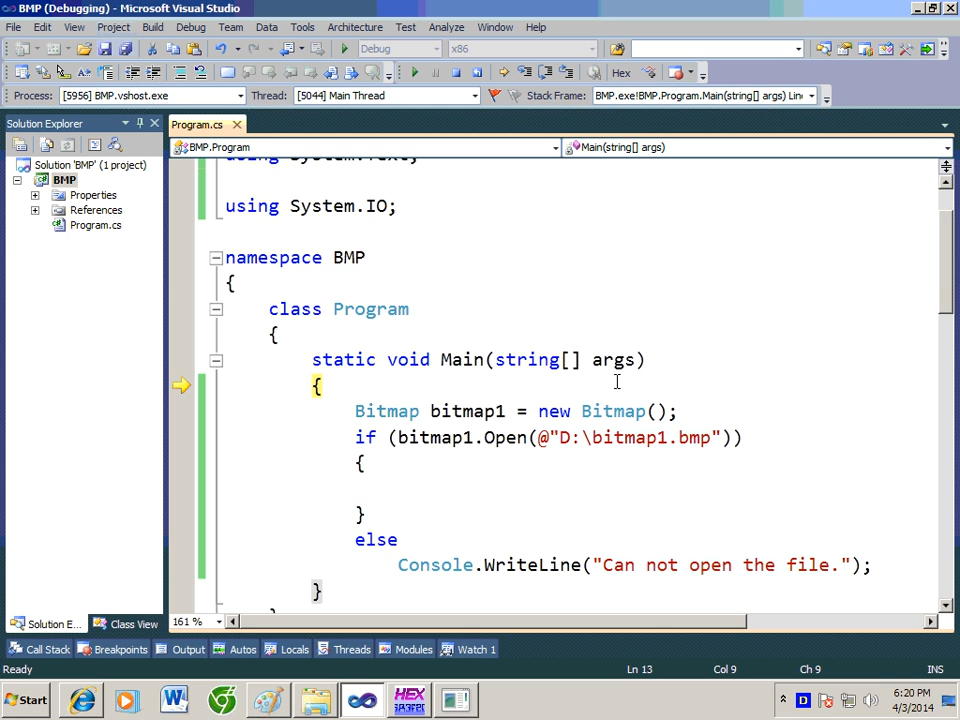 BMP (Debugging) - Microsoft Visual Studio
File Edit View Project Build Debug Team Data Tools Architecture Test Analyze Window Help
Debug x86
Hex
Process: [5956] BMP.vshost.exe Thread: [5044] Main Thread Stack Frame: BMP.exe!BMP.Program.Main(string[] args) Lin
Solution Explorer
Program.cs
BMP.Program
Main(string[] args)
Solution 'BMP' (1 project)
BMP
Properties
References
Program.cs
using System.Text;
using System.IO;
namespace BMP
{
class Program
{
static void Main(string[] args)
{
Bitmap bitmap1 = new Bitmap();
if (bitmap1.Open(@"D:\bitmap1.bmp"))
{
}
else
Console.WriteLine("Can not open the file.");
}
161 %
Solution E... Class View
Call Stack Breakpoints Output Autos Locals Threads Modules Watch 1
Ready Ln 13 Col 9 Ch 9 INS
Start W HEX D 6:20 PM
4/3/2014